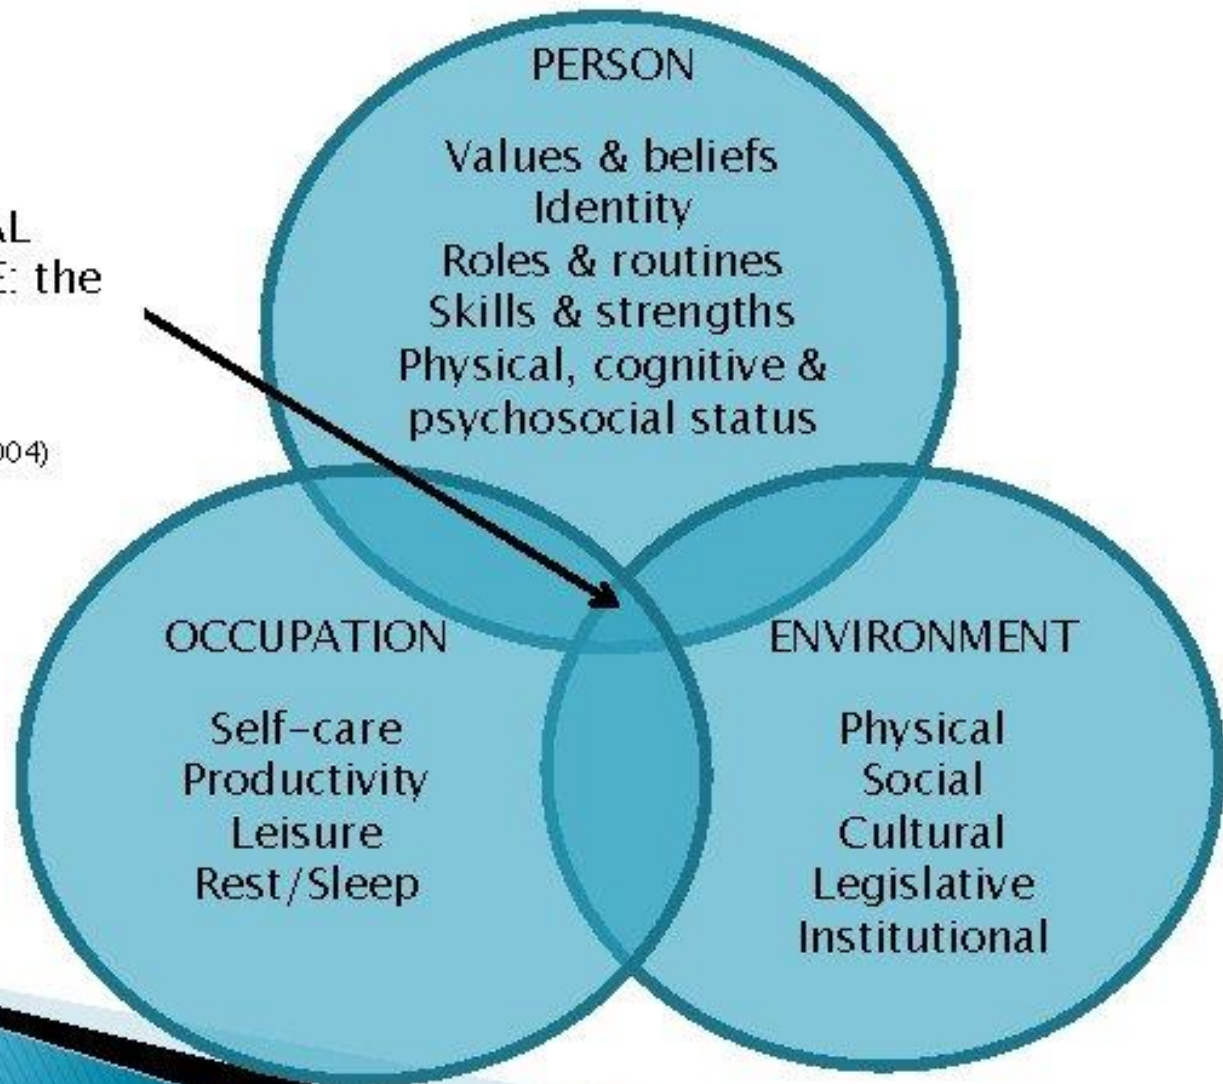 PERSON
Values & beliefs
Identity
Roles & routines
Skills & strengths
Physical, cognitive &
psychosocial status
AL
E: the
004)
OCCUPATION
Self-care
Productivity
Leisure
Rest/Sleep
ENVIRONMENT
Physical
Social
Cultural
Legislative
Institutional